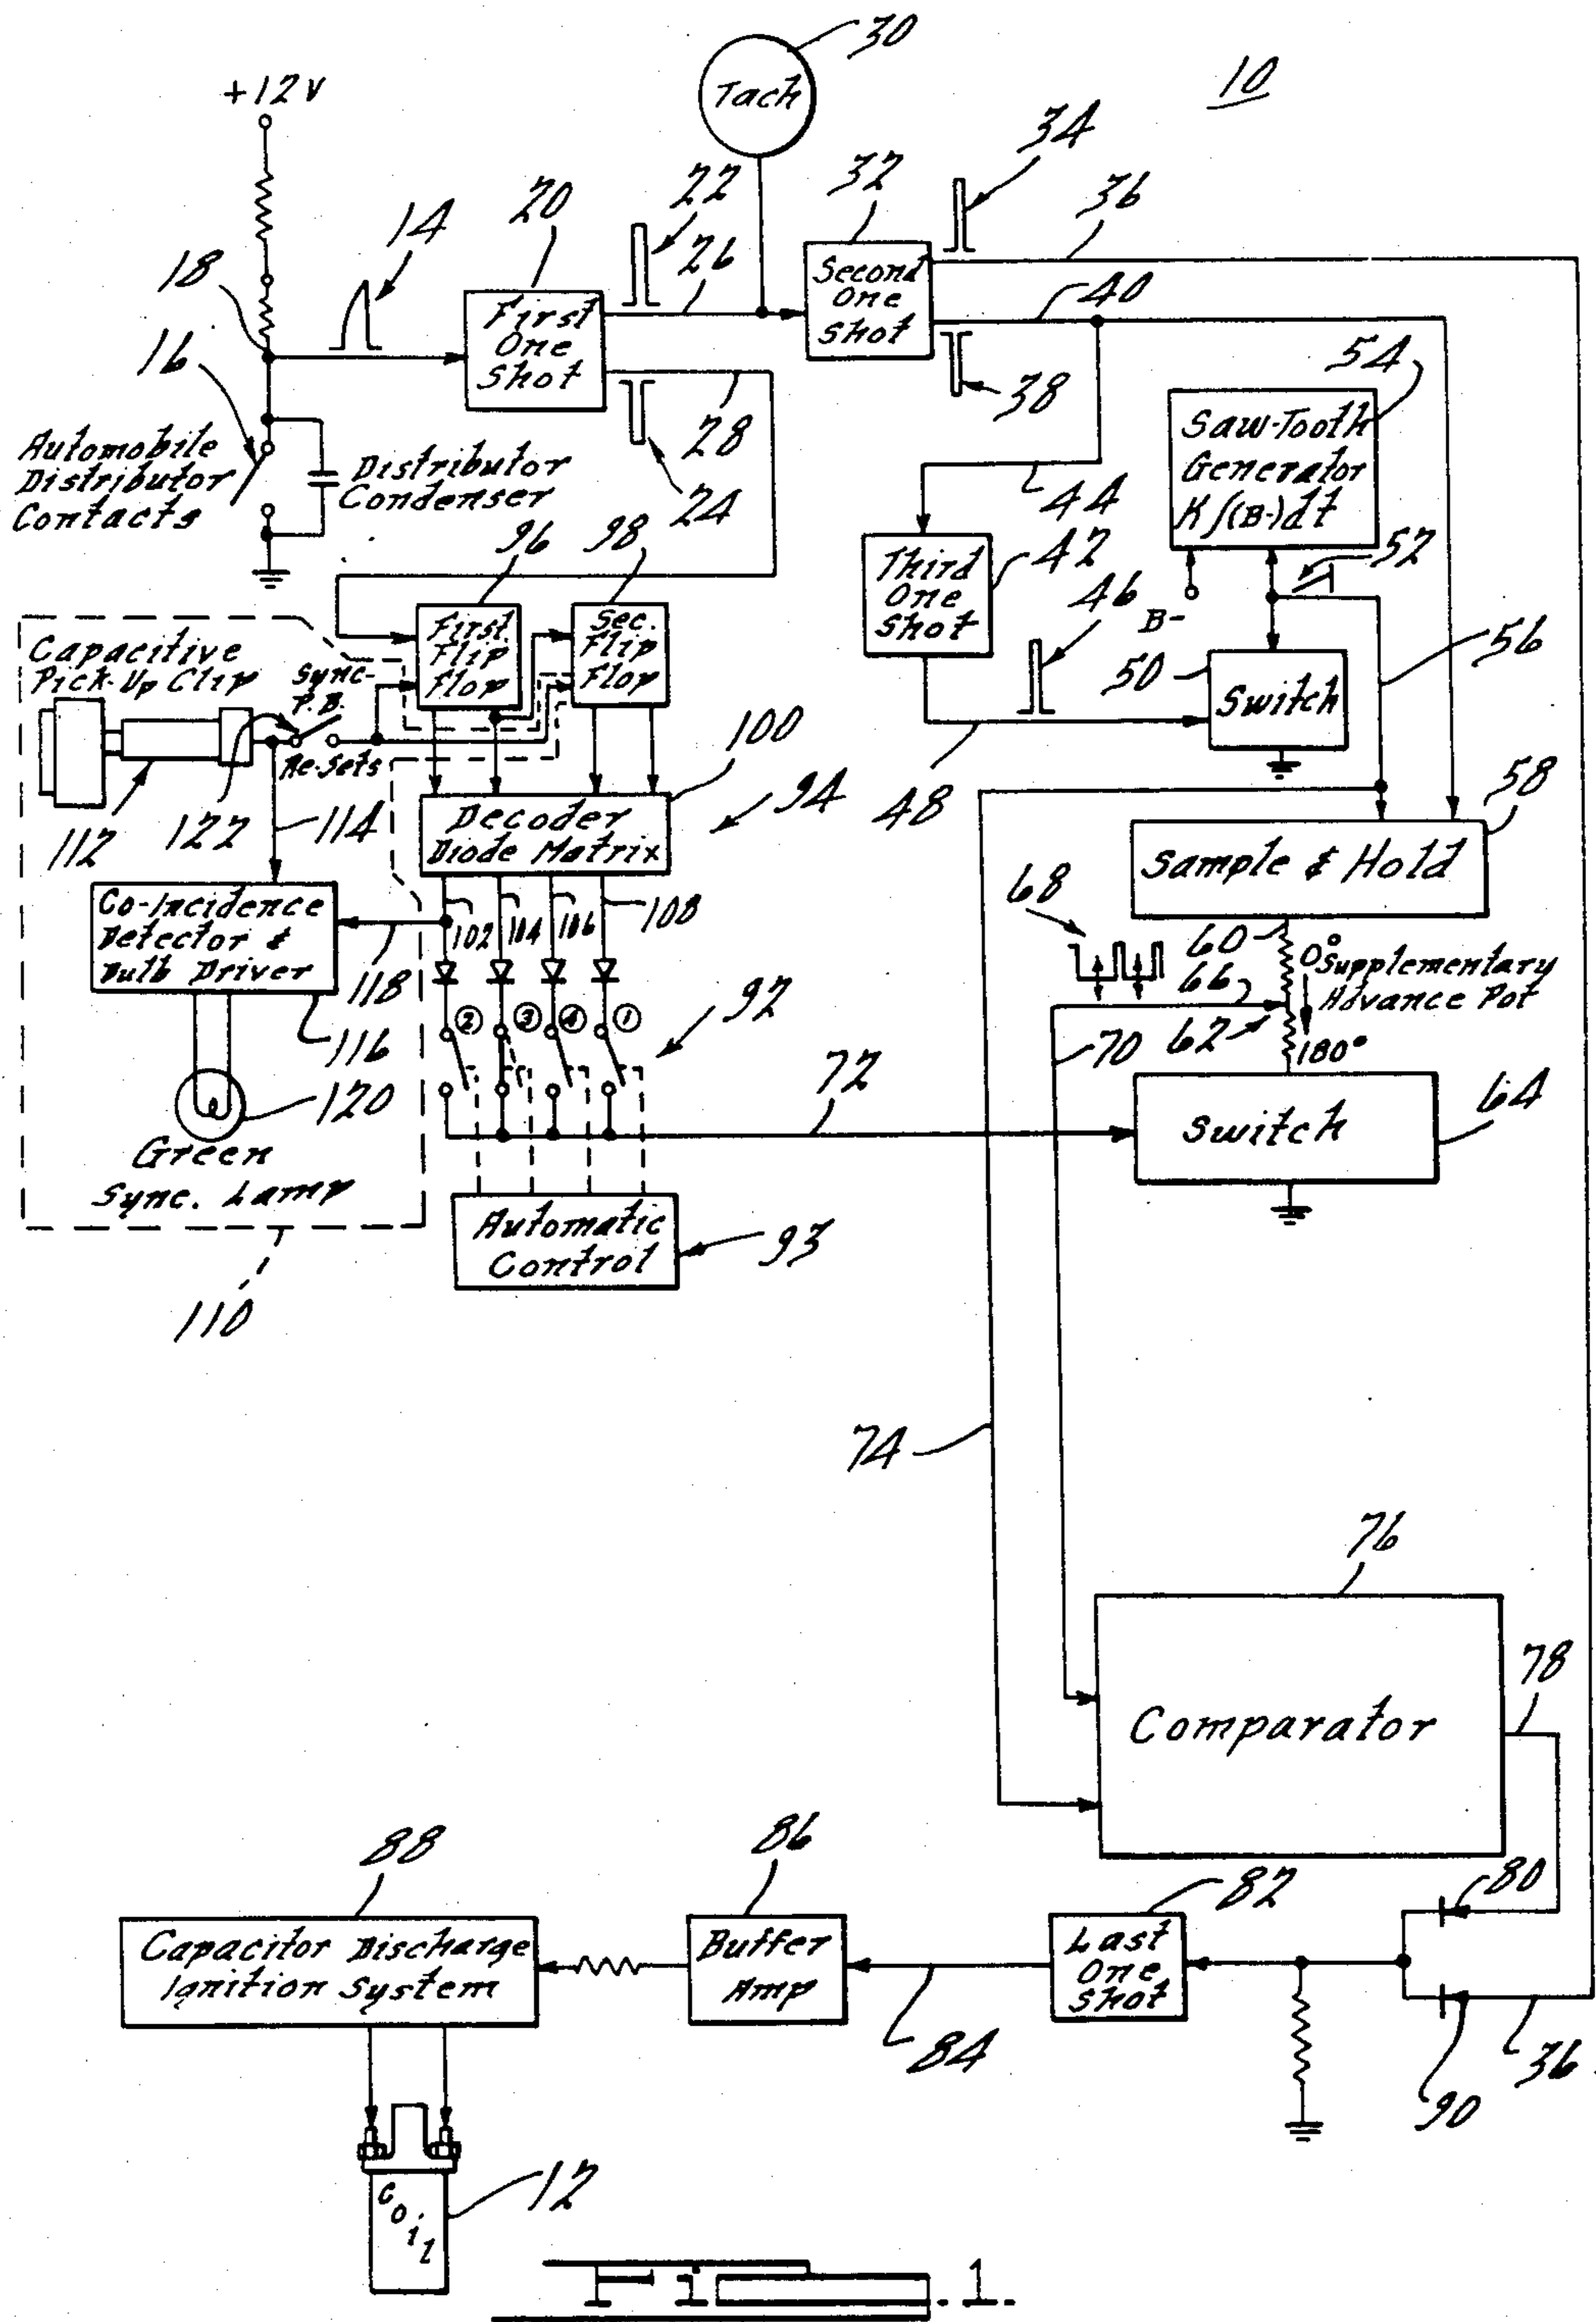 30
Tach
10
+12v
34
20
22
32
36
14
26
Second
One
Shot
18
First
One
Shot
40
54
16
38
Saw-Tooth
Generator
K∫(B-)dt
28
Automobile
Distributor
Contacts
Distributor
Condenser
24
44
96
98
Third
One
Shot
42
52
46
B-
First
Flip
Flop
Sec.
Flip
Flop
Capacitive
Pick-Up Clip
Sync-
P.B.
56
50
Switch
100
Re-Sets
94
48
58
112
122
114
Decoder
Diode Matrix
Sample & Hold
68
Co-Incidence
Detector &
Bulb Driver
102
104
106
108
60
0°
Supplementary
Advance Pot
118
66
② ③ ④ ①
92
116
70
62
180°
120
72
64
Switch
Green
Sync. Lamp
Automatic
Control
93
110
74
76
78
Comparator
88
86
82
80
Capacitor Discharge
Ignition System
Buffer
Amp
Last
One
Shot
84
36
90
12
Coil
Fig. 1.